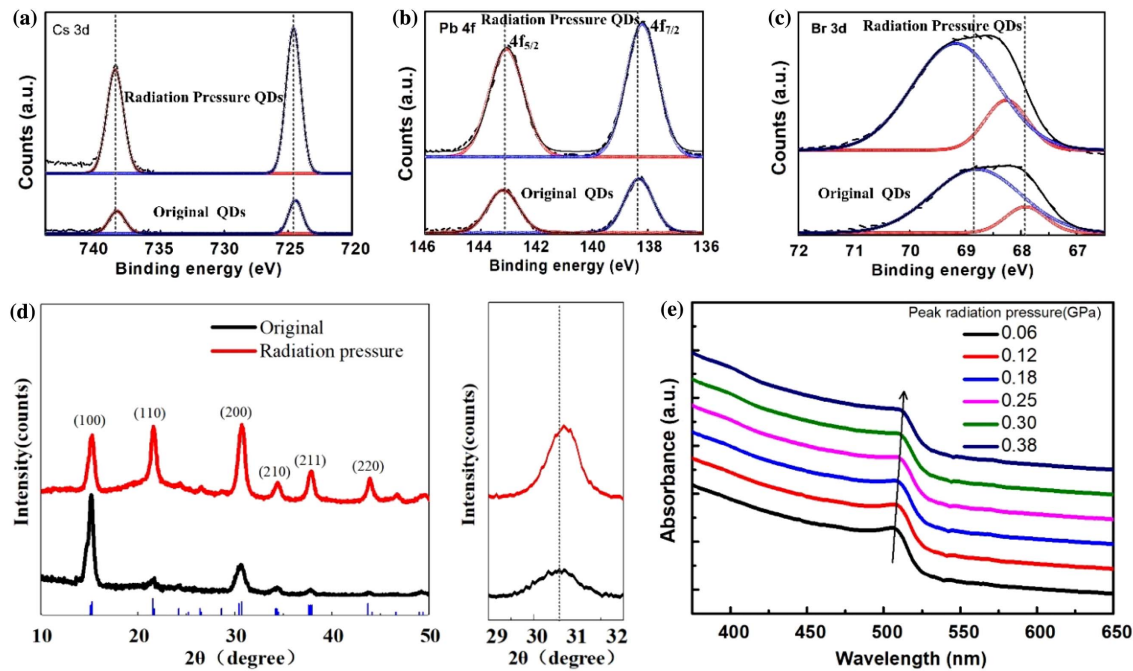 (a)
Cs 3d
Radiation Pressure QDs
Original QDs
Counts (a.u.)
740 735 730 725 720
Binding energy (eV)
(b)
Pb 4f
Radiation Pressure QDs
4f5/2
4f7/2
Original QDs
Counts (a.u.)
146 144 142 140 138 136
Binding energy (eV)
(c)
Br 3d
Radiation Pressure QDs
Original QDs
Counts (a.u.)
72 71 70 69 68 67
Binding energy (eV)
(d)
Original
Radiation pressure
(100)
(110)
(200)
(210)
(211)
(220)
Intensity(counts)
10 20 30 40 50
2θ (degree)
Intensity(counts)
29 30 31 32
2θ (degree)
(e)
Peak radiation pressure(GPa)
0.06
0.12
0.18
0.25
0.30
0.38
Absorbance (a.u.)
400 450 500 550 600 650
Wavelength (nm)